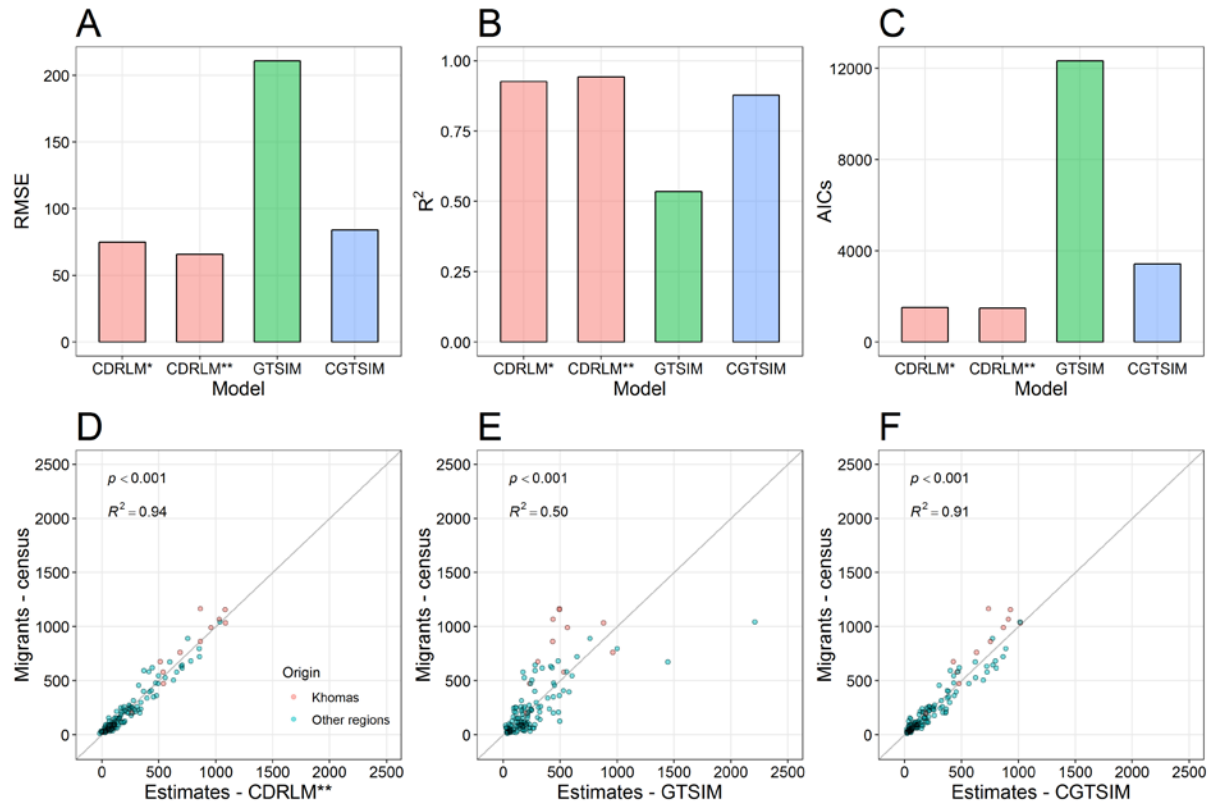 A
RMSE
200
150
100
50
0
CDRLM* CDRLM** GTSIM CGTSIM
Model
B
R²
1.00
0.75
0.50
0.25
0.00
CDRLM* CDRLM** GTSIM CGTSIM
Model
C
AICs
12000
8000
4000
0
CDRLM* CDRLM** GTSIM CGTSIM
Model
D
Migrants - census
2500
2000
1500
1000
500
0
p < 0.001
R² = 0.94
Origin
Khomas
Other regions
0 500 1000 1500 2000 2500
Estimates - CDRLM**
E
Migrants - census
2500
2000
1500
1000
500
0
p < 0.001
R² = 0.50
0 500 1000 1500 2000 2500
Estimates - GTSIM
F
Migrants - census
2500
2000
1500
1000
500
0
p < 0.001
R² = 0.91
0 500 1000 1500 2000 2500
Estimates - CGTSIM